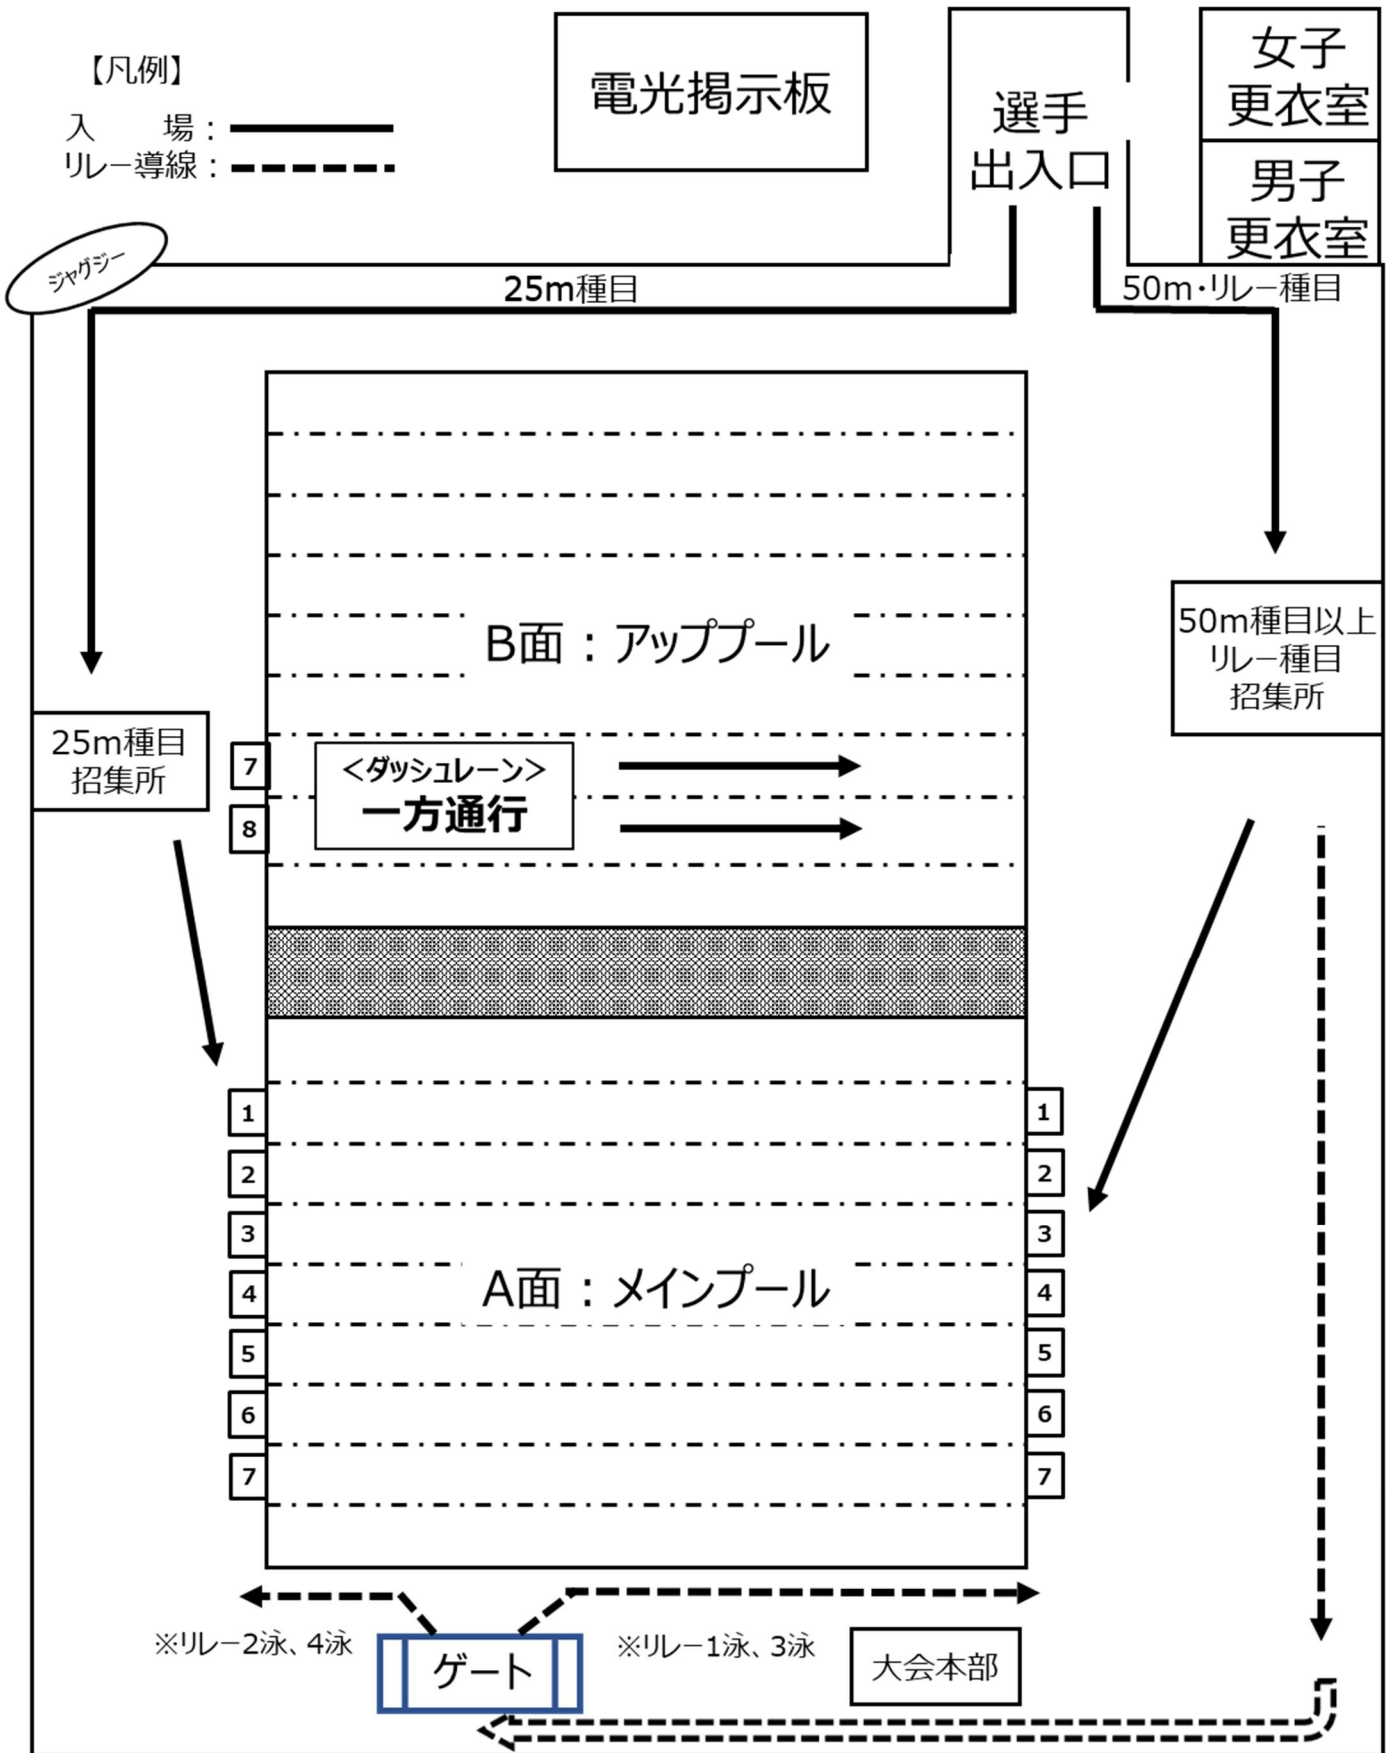 【凡例】
入　　場：
リレー導線：
電光掲示板
選手
出入口
女子
更衣室
男子
更衣室
ジャグジー
25m種目
50m・リレー種目
B面：アッププール
50m種目以上
リレー種目
招集所
25m種目
招集所
7
8
＜ダッシュレーン＞
一方通行
1
2
3
4
5
6
7
A面：メインプール
1
2
3
4
5
6
7
※リレー2泳、4泳
ゲート
※リレー1泳、3泳
大会本部